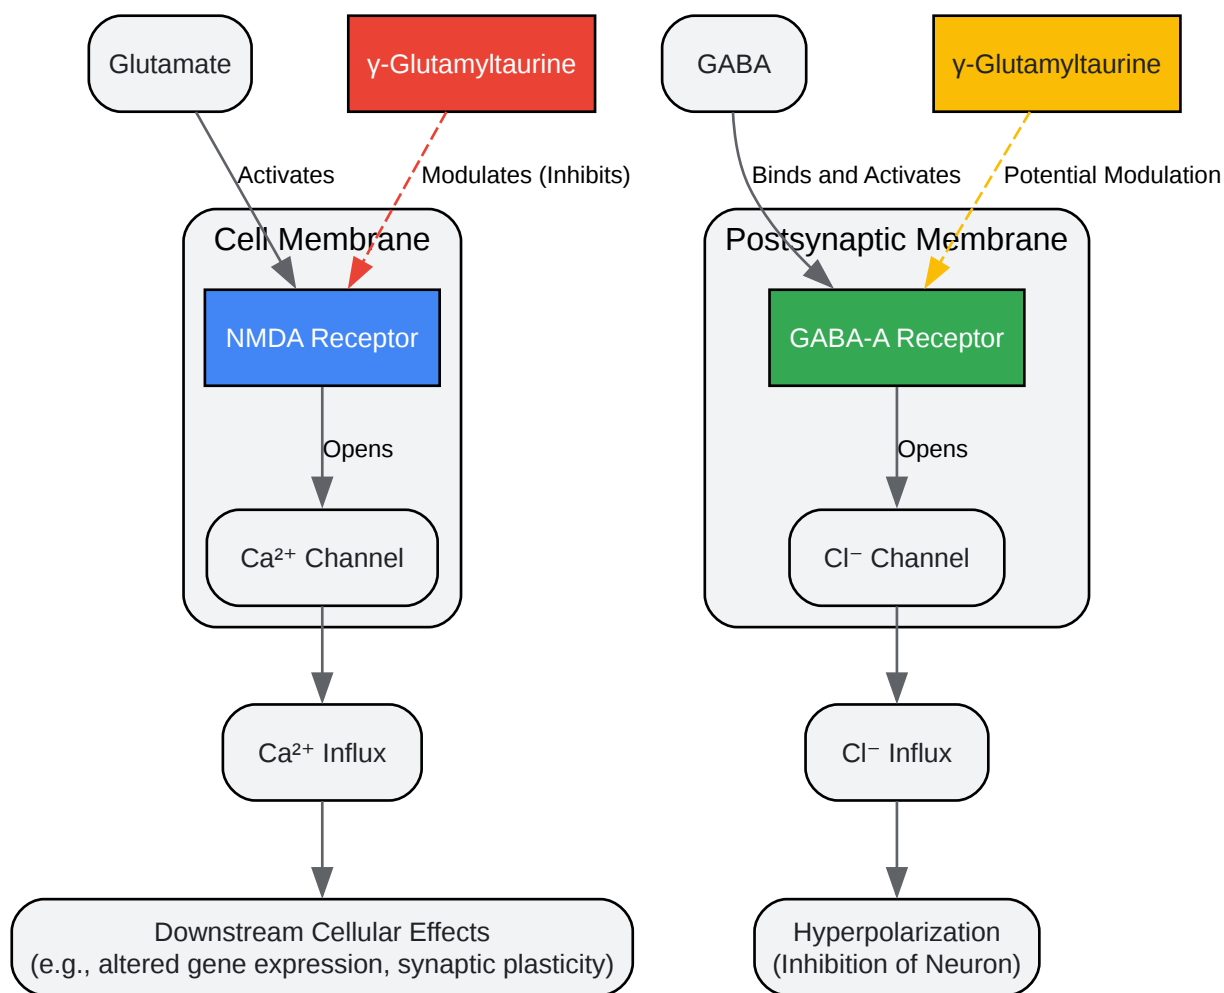 Glutamate
γ-Glutamyltaurine
GABA
γ-Glutamyltaurine
Activates
Modulates (Inhibits)
Binds and Activates
Potential Modulation
Cell Membrane
Postsynaptic Membrane
NMDA Receptor
GABA-A Receptor
Opens
Opens
Ca²⁺ Channel
Cl⁻ Channel
Ca²⁺ Influx
Cl⁻ Influx
Downstream Cellular Effects
(e.g., altered gene expression, synaptic plasticity)
Hyperpolarization
(Inhibition of Neuron)